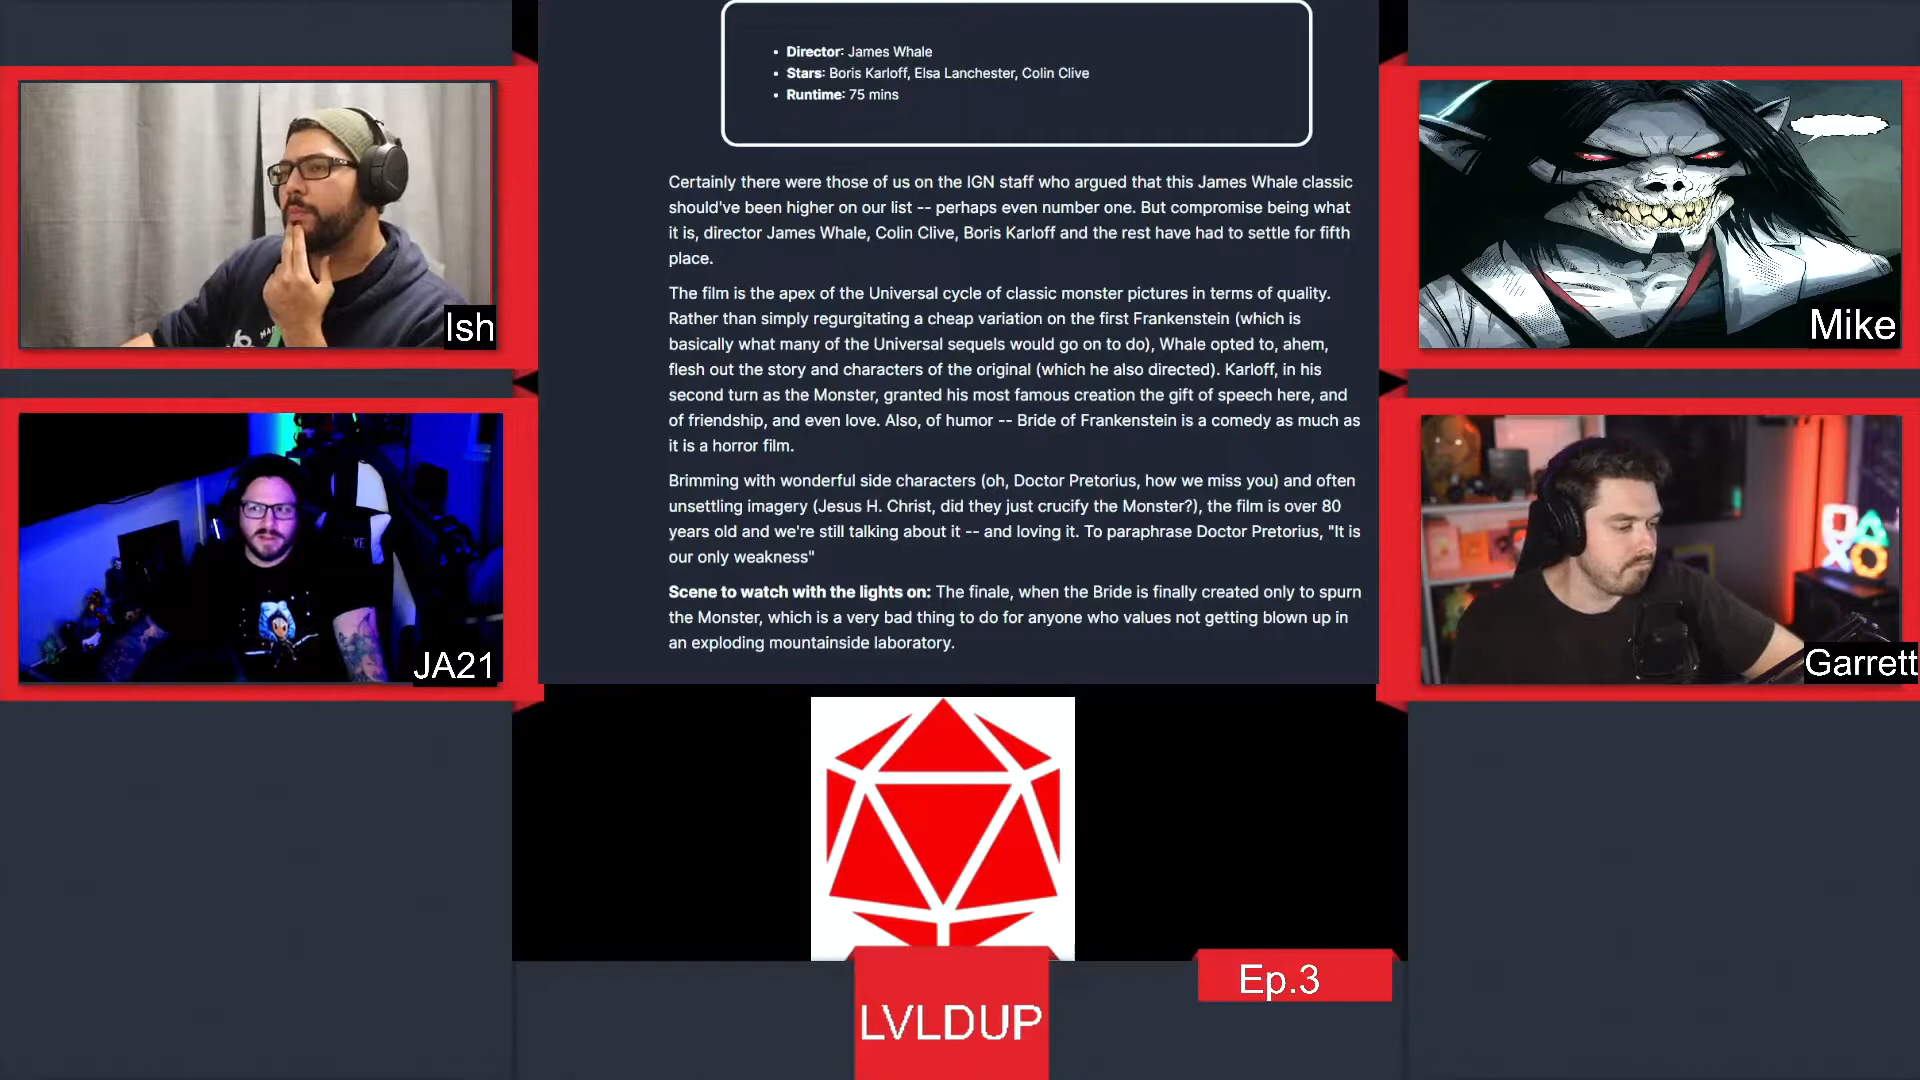 • Director: James Whale
• Stars: Boris Karloff, Elsa Lanchester, Colin Clive
• Runtime: 75 mins
Certainly there were those of us on the IGN staff who argued that this James Whale classic
should've been higher on our list -- perhaps even number one. But compromise being what
it is, director James Whale, Colin Clive, Boris Karloff and the rest have had to settle for fifth
place.
The film is the apex of the Universal cycle of classic monster pictures in terms of quality.
Rather than simply regurgitating a cheap variation on the first Frankenstein (which is
basically what many of the Universal sequels would go on to do), Whale opted to, ahem,
flesh out the story and characters of the original (which he also directed). Karloff, in his
second turn as the Monster, granted his most famous creation the gift of speech here, and
of friendship, and even love. Also, of humor -- Bride of Frankenstein is a comedy as much as
it is a horror film.
Brimming with wonderful side characters (oh, Doctor Pretorius, how we miss you) and often
unsettling imagery (Jesus H. Christ, did they just crucify the Monster?), the film is over 80
years old and we're still talking about it -- and loving it. To paraphrase Doctor Pretorius, "It is
our only weakness"
Scene to watch with the lights on: The finale, when the Bride is finally created only to spurn
the Monster, which is a very bad thing to do for anyone who values not getting blown up in
an exploding mountainside laboratory.
Ish
JA21
Mike
Garrett
Ep.3
LVLDUP